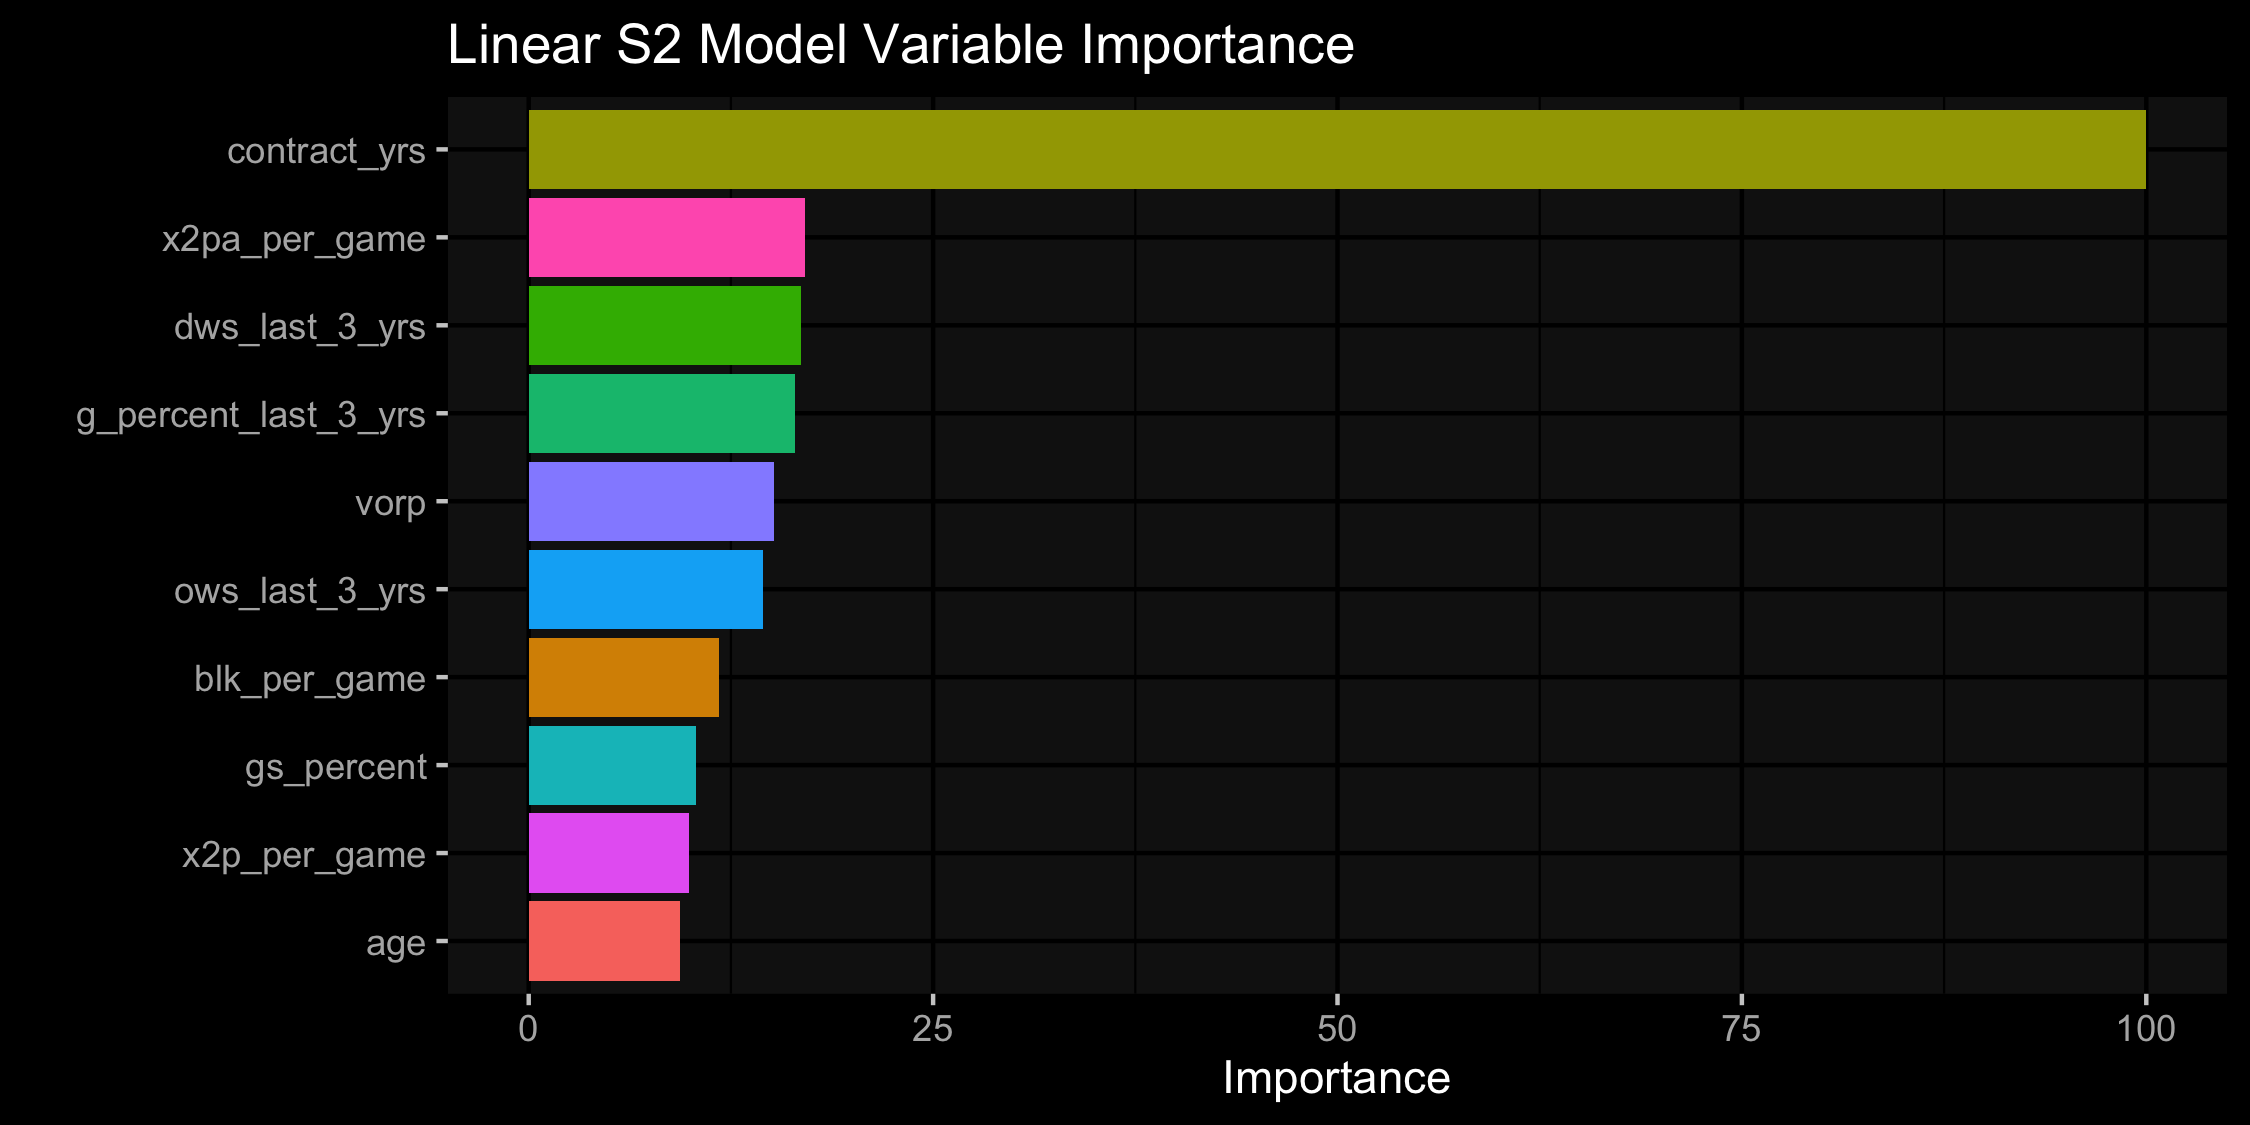 Linear S2 Model Variable Importance
contract_yrs
x2pa_per_game
dws_last_3_yrs
g_percent_last_3_yrs
vorp
ows_last_3_yrs
blk_per_game
gs_percent
x2p_per_game
age
0 25 50 75 100
Importance